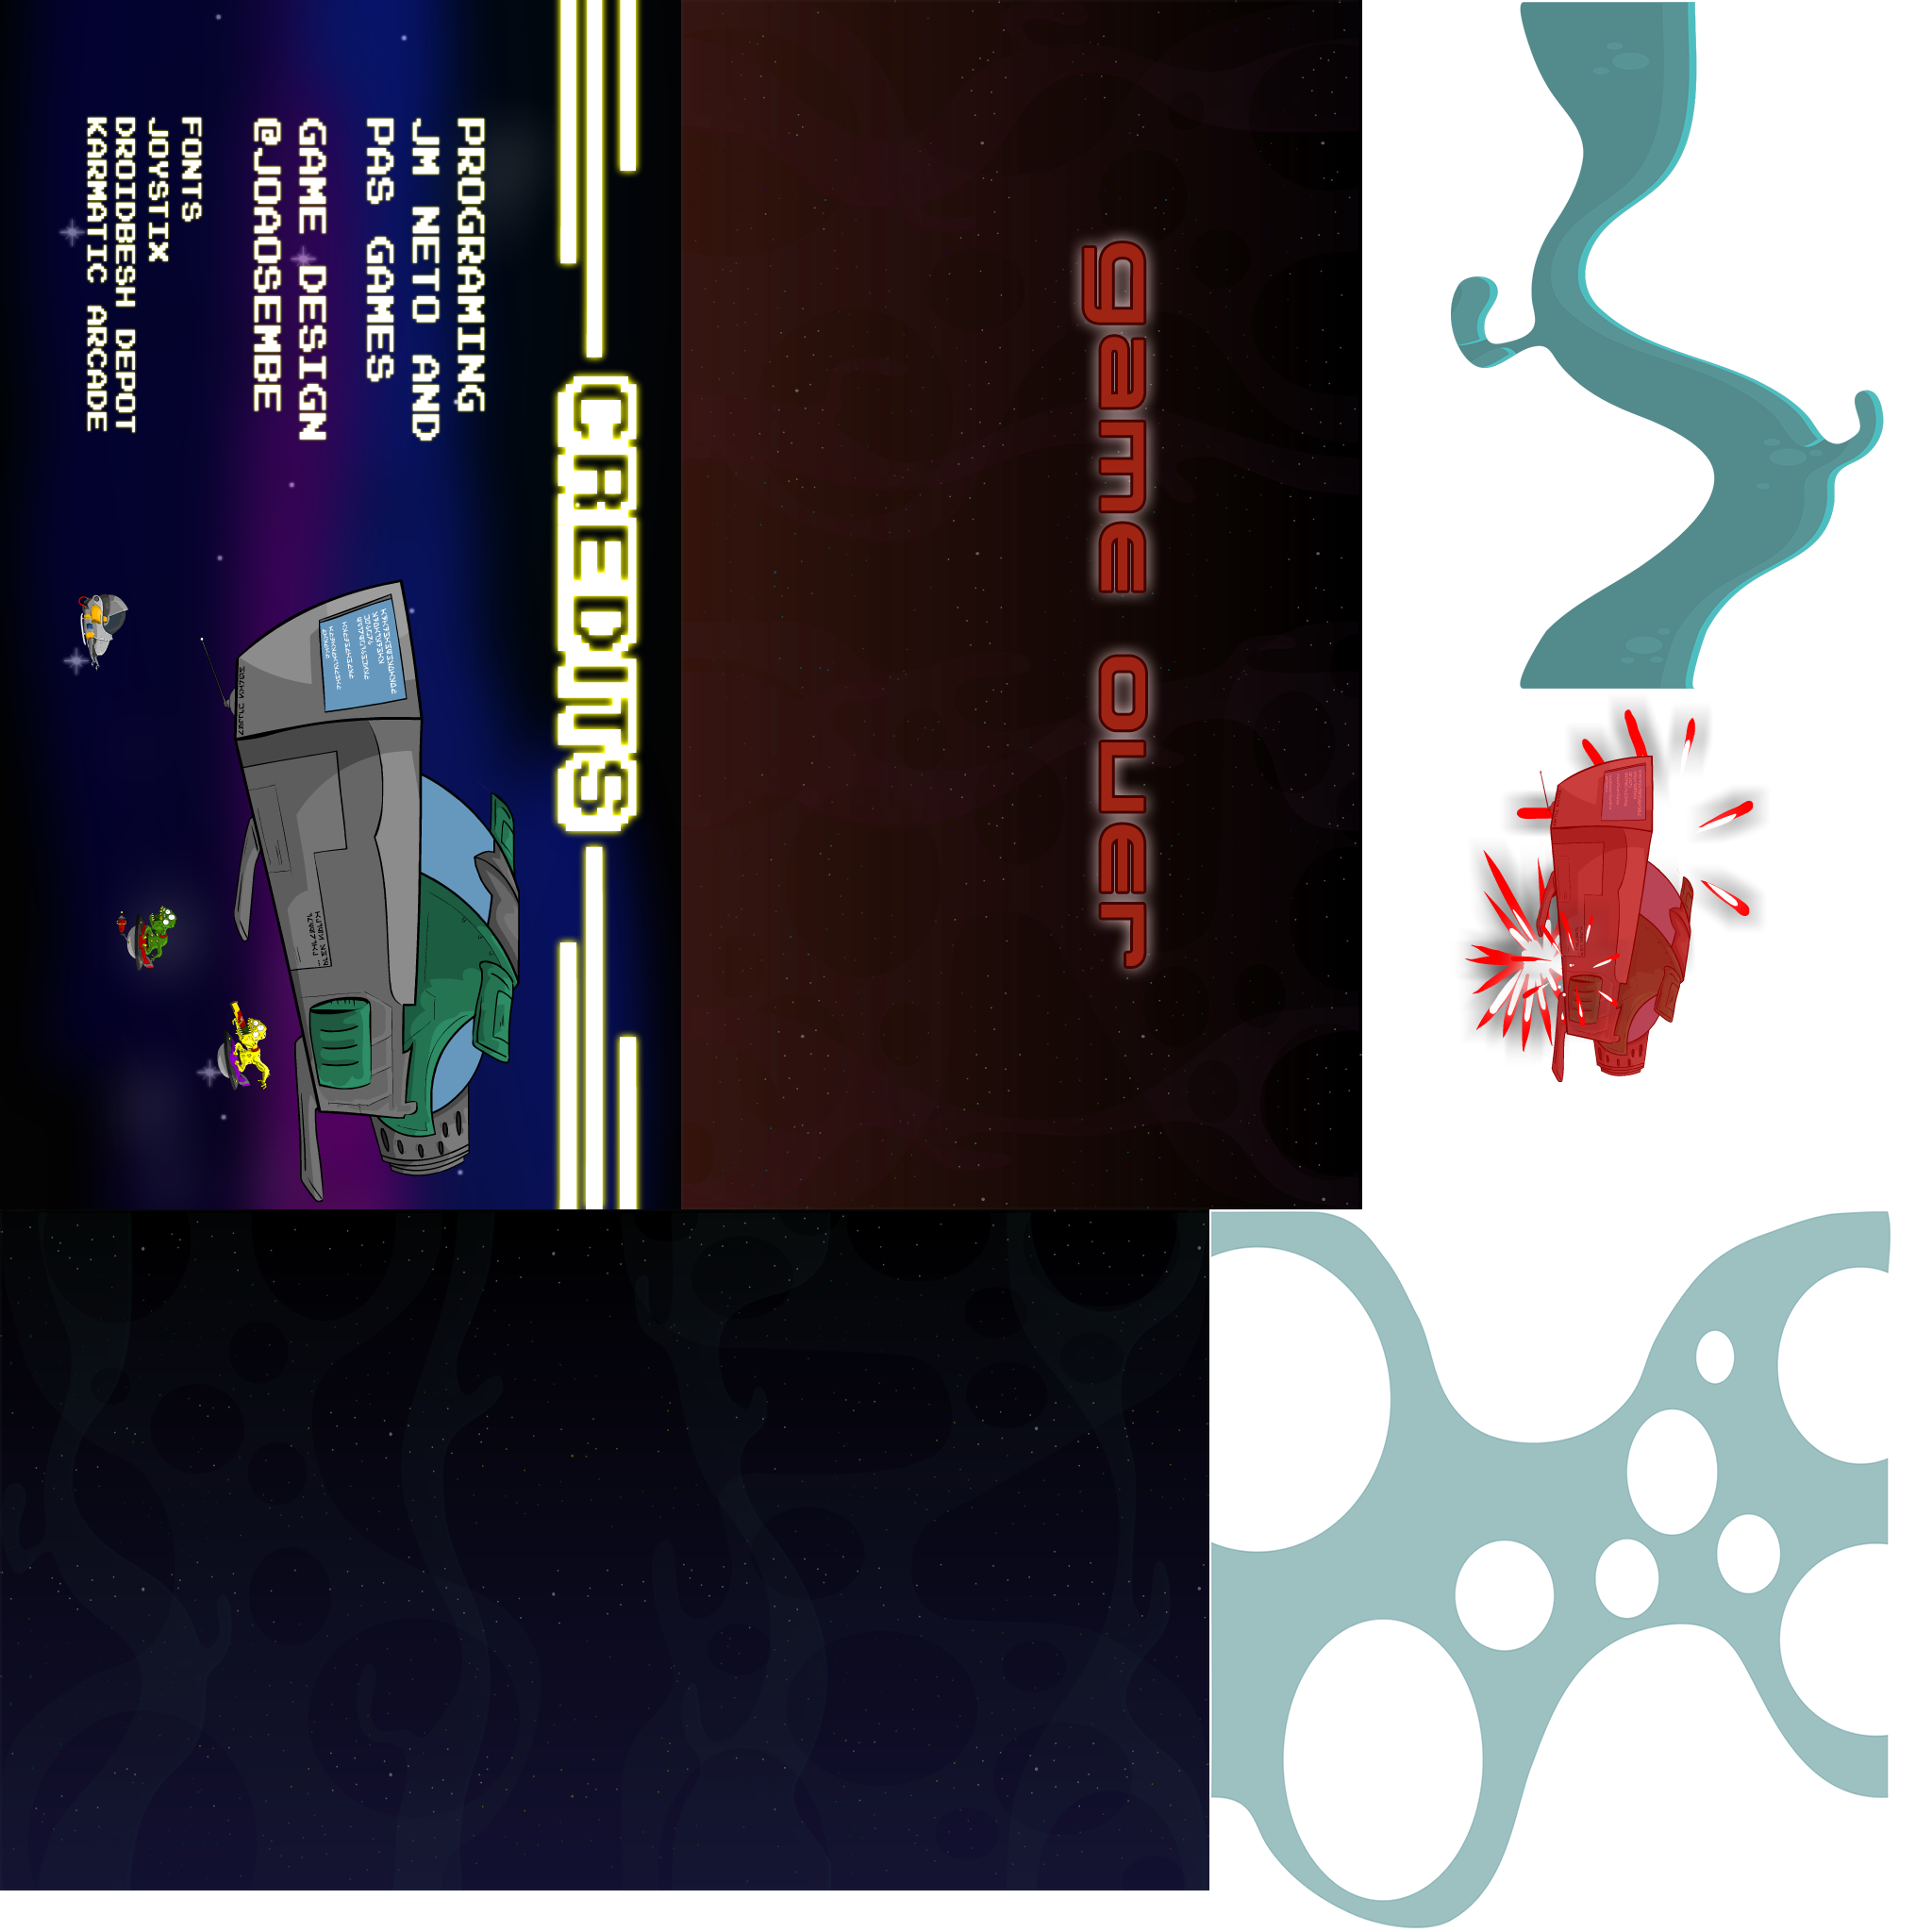 CREDITS
PROGRAMING
JM NETO AND
PAS GAMES
GAME DESIGN
@JOAOSEMBE
FONTS
JOYSTIX
DROIDBESH DEPOT
KARMATIC ARCADE
game over